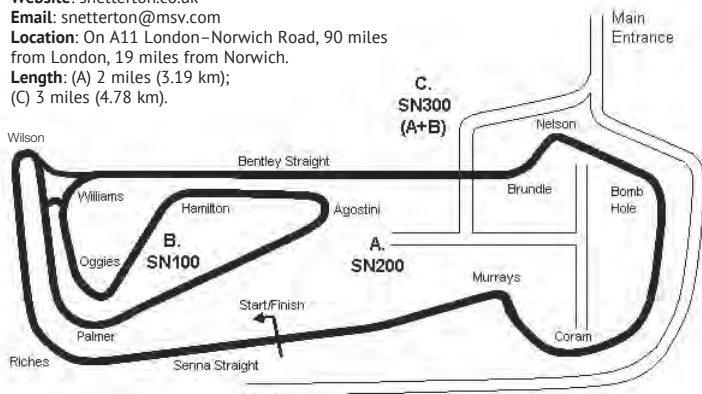 Website: snetterton.co.uk
Email: snetterton@msv.com
Location: On A11 London–Norwich Road, 90 miles
from London, 19 miles from Norwich.
Length: (A) 2 miles (3.19 km);
(C) 3 miles (4.78 km).
Main
Entrance
C.
SN300
(A+B)
Nelson
Wilson
Bentley Straight
Williams
Hamilton
Agostini
Brundle
Bomb
Hole
Oggies
B.
SN100
A.
SN200
Murrays
Start/Finish
Palmer
Coram
Riches
Senna Straight